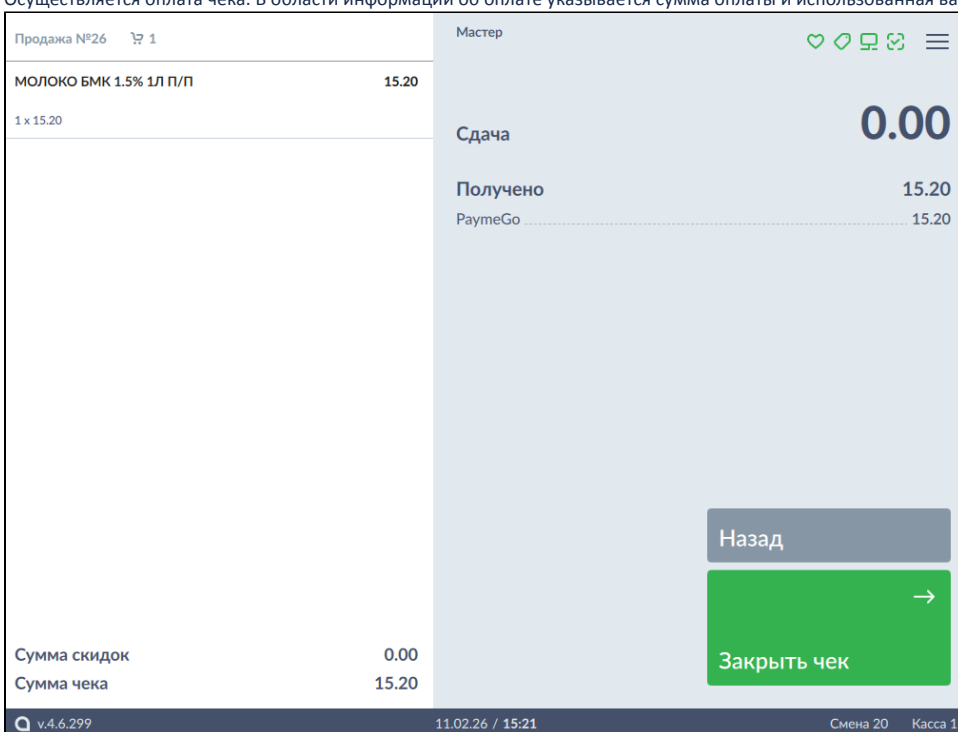 Осуществляется оплата чека. В области информации об оплате указывается сумма оплаты и использованная ва
Продажа №26 1
МОЛОКО БМК 1.5% 1Л П/П 15.20
1 x 15.20
Сумма скидок 0.00
Сумма чека 15.20
Мастер
Сдача 0.00
Получено 15.20
PaymeGo 15.20
Назад
Закрыть чек
v.4.6.299 11.02.26 / 15:21 Смена 20 Касса 1